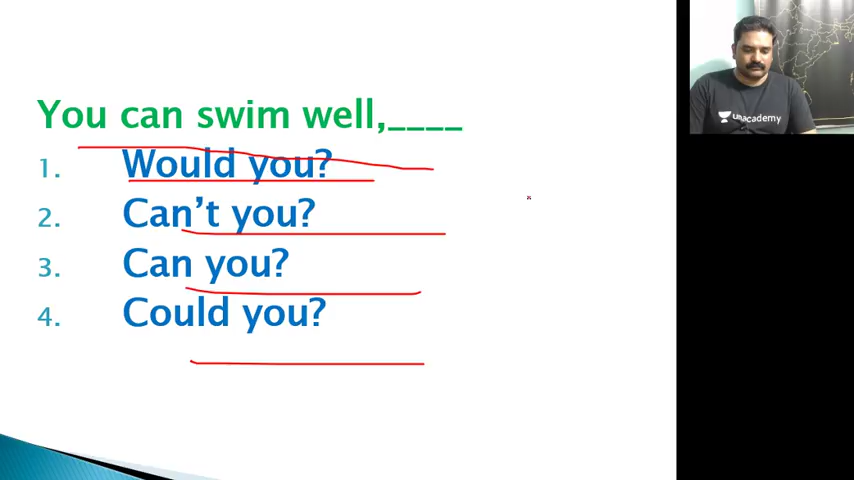 You can swim well,____
1. Would you?
2. Can't you?
3. Can you?
4. Could you?
unacademy